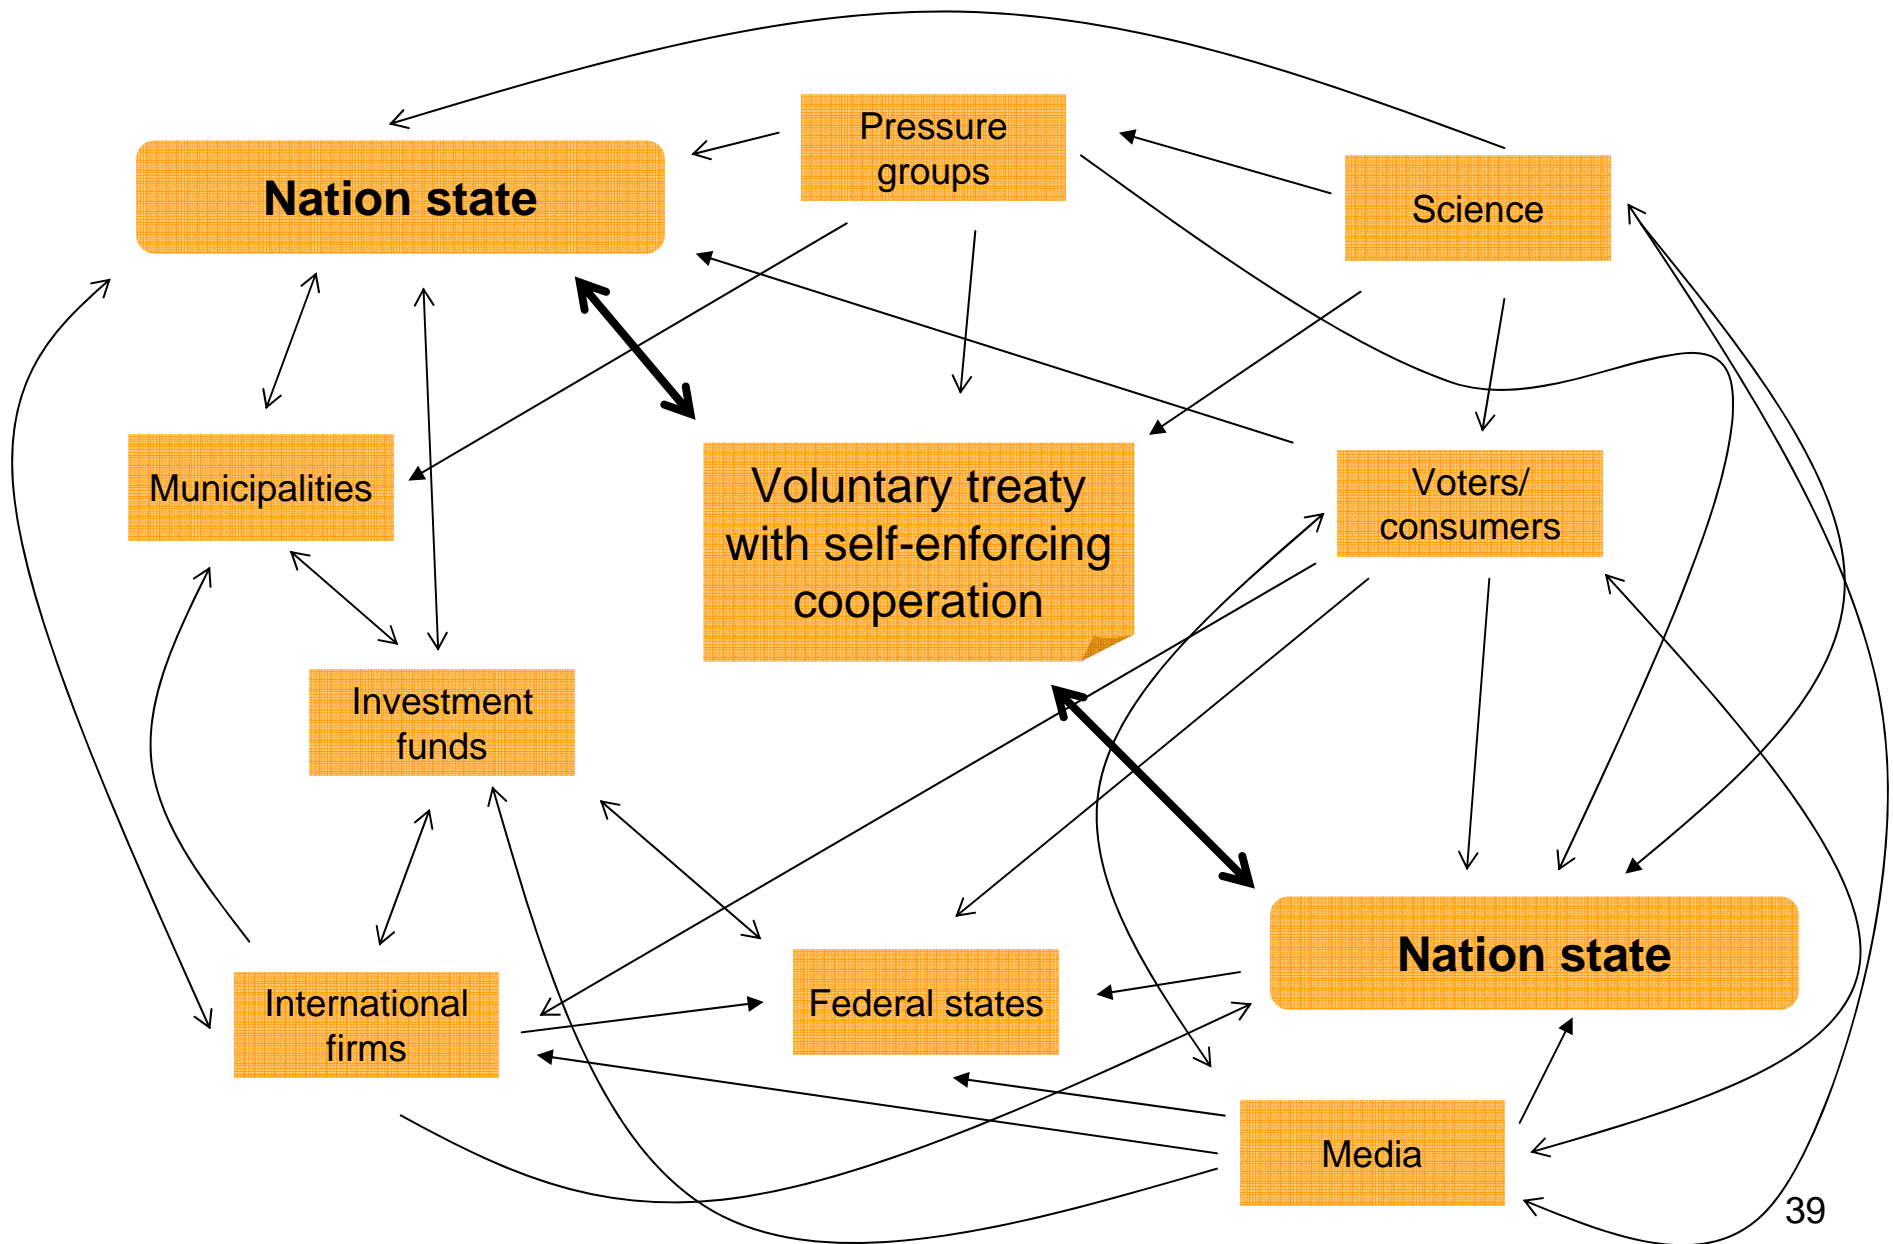 Pressure
groups
Nation state
Science
Municipalities
Voluntary treaty
with self-enforcing
cooperation
Voters/
consumers
Investment
funds
Nation state
International
firms
Federal states
Media
39